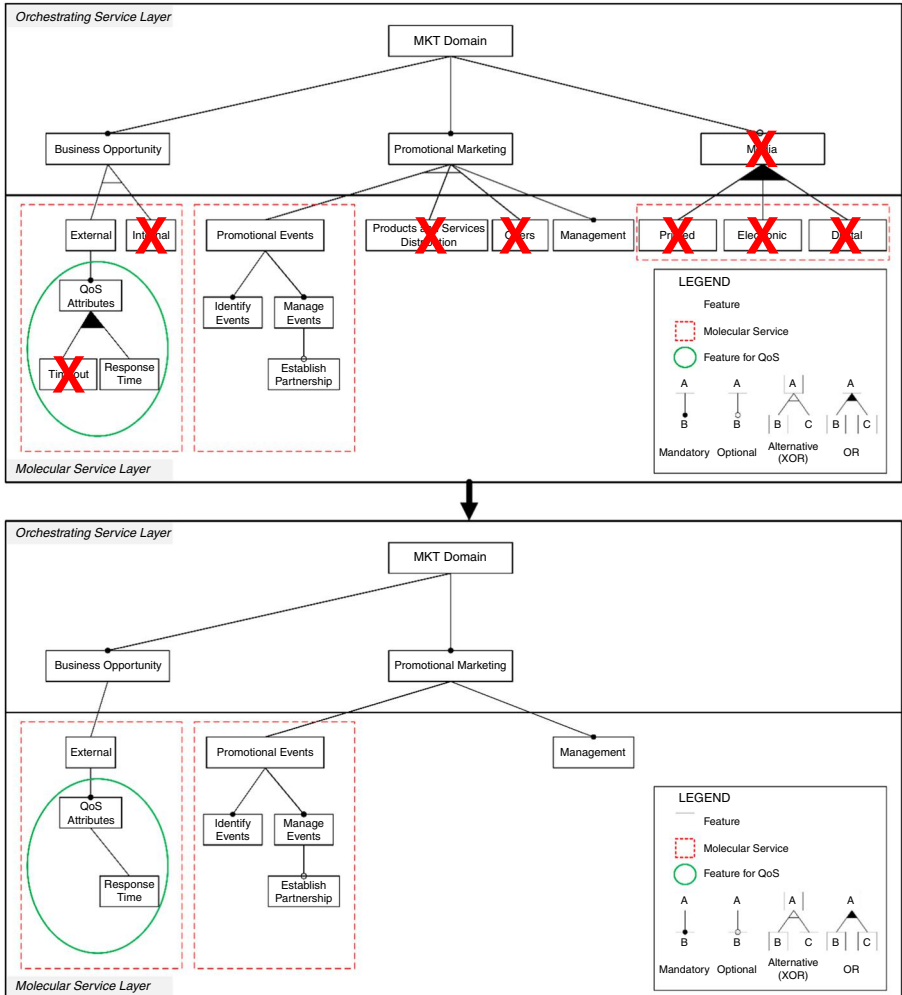 Orchestrating Service Layer
MKT Domain
Business Opportunity
Promotional Marketing
Media
External
Internal
Promotional Events
Products and Services
Distribution
Others
Management
Electronic
Digital
QoS
Attributes
Timeout
Response
Time
Identify
Events
Manage
Events
Establish
Partnership
LEGEND
Feature
Molecular Service
Feature for QoS
A
A
A
A
B
B
B
C
B
C
Mandatory
Optional
Alternative
(XOR)
OR
Molecular Service Layer
Orchestrating Service Layer
MKT Domain
Business Opportunity
Promotional Marketing
External
Promotional Events
Management
QoS
Attributes
Response
Time
Identify
Events
Manage
Events
Establish
Partnership
LEGEND
Feature
Molecular Service
Feature for QoS
A
A
A
A
B
B
B
C
B
C
Mandatory
Optional
Alternative
(XOR)
OR
Molecular Service Layer